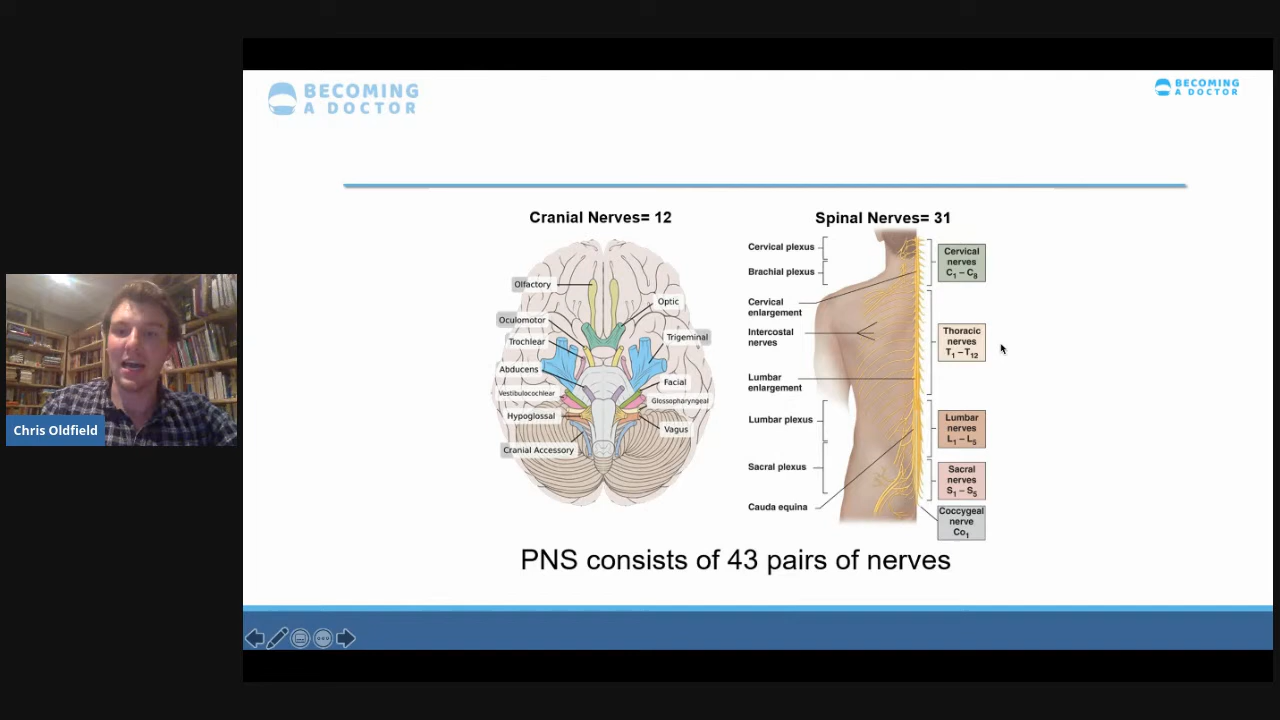 BECOMING
A DOCTOR
BECOMING
A DOCTOR
Cranial Nerves= 12
Spinal Nerves= 31
Olfactory
Optic
Oculomotor
Trochlear
Trigeminal
Abducens
Facial
Vestibulocochlear
Glossopharyngeal
Hypoglossal
Vagus
Cranial Accessory
Cervical plexus
Brachial plexus
Cervical
enlargement
Intercostal
nerves
Lumbar
enlargement
Lumbar plexus
Sacral plexus
Cauda equina
Cervical
nerves
C₁ – C₈
Thoracic
nerves
T₁ – T₁₂
Lumbar
nerves
L₁ – L₅
Sacral
nerves
S₁ – S₅
Coccygeal
nerve
Co₁
PNS consists of 43 pairs of nerves
Chris Oldfield